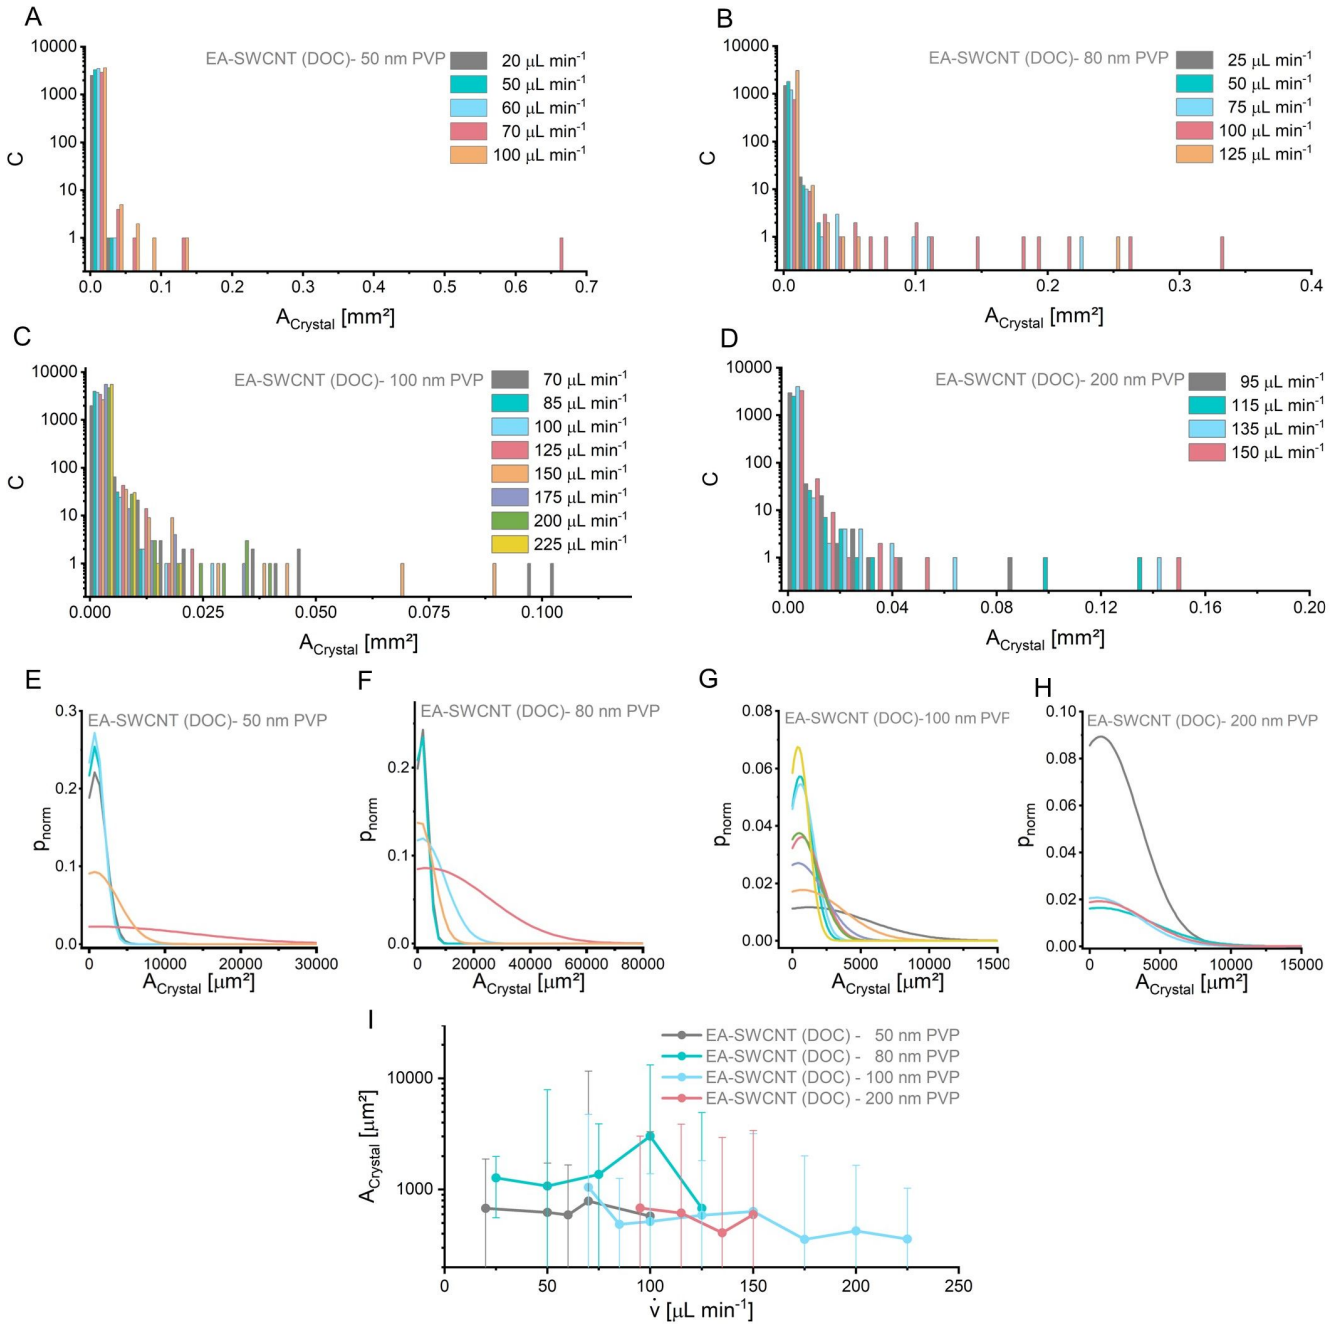 A
EA-SWCNT (DOC)- 50 nm PVP
20 µL min⁻¹
50 µL min⁻¹
60 µL min⁻¹
70 µL min⁻¹
100 µL min⁻¹
10000
1000
100
10
1
C
0.0 0.1 0.2 0.3 0.4 0.5 0.6 0.7
A_Crystal [mm²]
B
EA-SWCNT (DOC)- 80 nm PVP
25 µL min⁻¹
50 µL min⁻¹
75 µL min⁻¹
100 µL min⁻¹
125 µL min⁻¹
10000
1000
100
10
1
C
0.0 0.1 0.2 0.3 0.4
A_Crystal [mm²]
C
EA-SWCNT (DOC)- 100 nm PVP
70 µL min⁻¹
85 µL min⁻¹
100 µL min⁻¹
125 µL min⁻¹
150 µL min⁻¹
175 µL min⁻¹
200 µL min⁻¹
225 µL min⁻¹
10000
1000
100
10
1
C
0.000 0.025 0.050 0.075 0.100
A_Crystal [mm²]
D
EA-SWCNT (DOC)- 200 nm PVP
95 µL min⁻¹
115 µL min⁻¹
135 µL min⁻¹
150 µL min⁻¹
10000
1000
100
10
1
C
0.00 0.04 0.08 0.12 0.16 0.20
A_Crystal [mm²]
E
EA-SWCNT (DOC)- 50 nm PVP
0.3
0.2
0.1
0.0
p_norm
0 10000 20000 30000
A_Crystal [µm²]
F
EA-SWCNT (DOC)- 80 nm PVP
0.2
0.1
0.0
p_norm
0 20000 40000 60000 80000
A_Crystal [µm²]
G
EA-SWCNT (DOC)-100 nm PVP
0.08
0.06
0.04
0.02
0.00
p_norm
0 5000 10000 1500
A_Crystal [µm²]
H
EA-SWCNT (DOC)- 200 nm PVP
0.10
0.08
0.06
0.04
0.02
0.00
p_norm
0 5000 10000 15000
A_Crystal [µm²]
I
EA-SWCNT (DOC) - 50 nm PVP
EA-SWCNT (DOC) - 80 nm PVP
EA-SWCNT (DOC) - 100 nm PVP
EA-SWCNT (DOC) - 200 nm PVP
10000
1000
A_Crystal [µm²]
0 50 100 150 200 250
v̇ [µL min⁻¹]